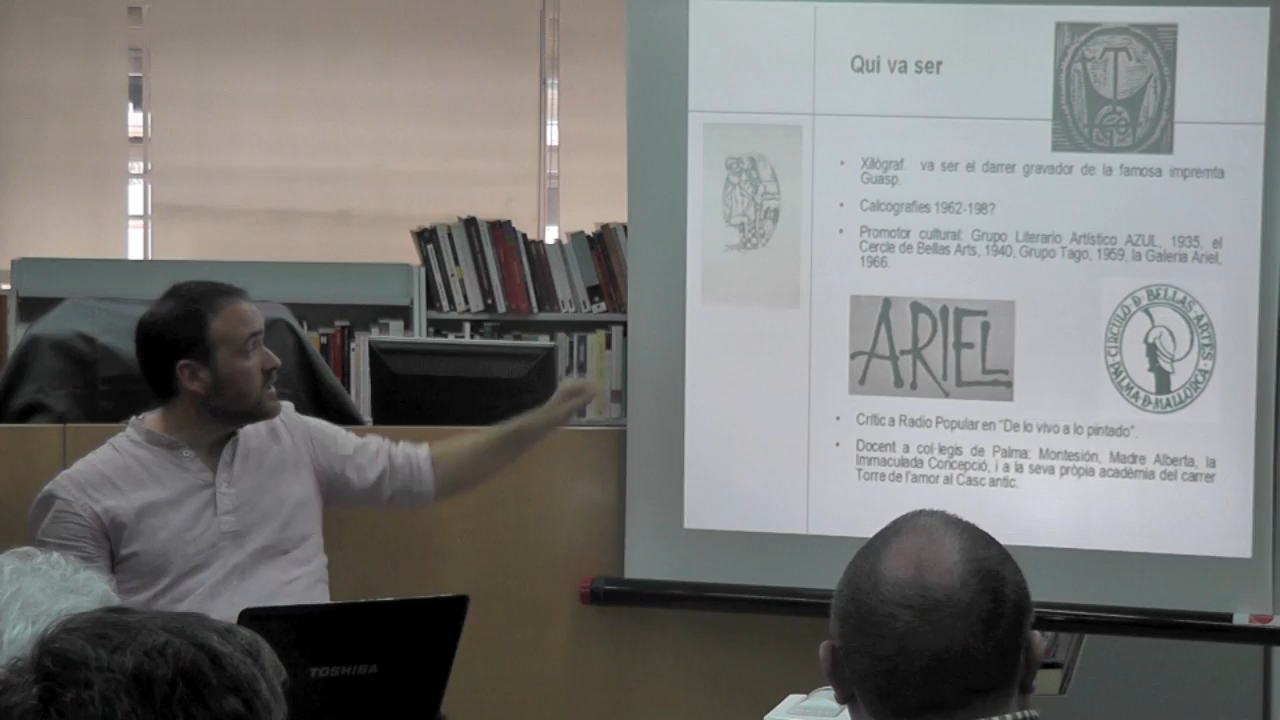 Qui va ser
• Xilògraf. va ser el darrer gravador de la famosa impremta
Guasp.
• Calcografies 1962-198?
• Promotor cultural: Grupo Literario Artístico AZUL, 1935, el
Cercle de Bellas Arts, 1940, Grupo Tago, 1959, la Galeria Ariel,
1966.
ARIEL
CIRCULO D BELLAS·ARTES
PALMA·D·MALLORCA·
• Crític a Radio Popular en "De lo vivo a lo pintado".
• Docent a col·legis de Palma: Montesión, Madre Alberta, la
Immaculada Concepció, i a la seva pròpia acadèmia del carrer
Torre de l'amor al Casc antic.
TOSHIBA